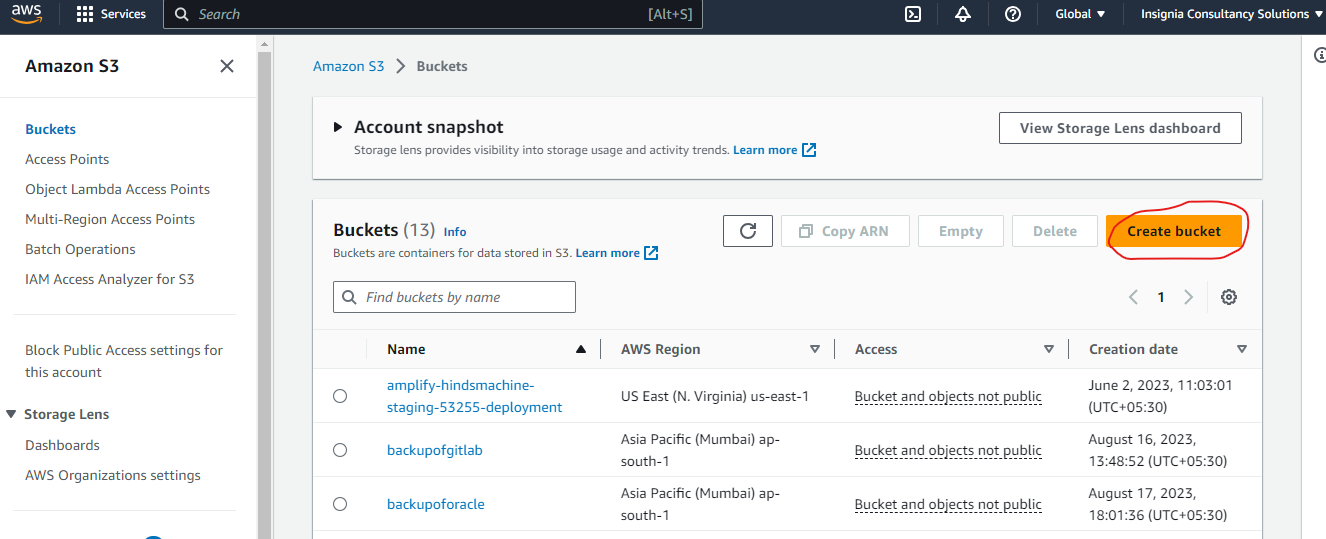 aws Services Search [Alt+S] Global Insignia Consultancy Solutions
Amazon S3
Buckets
Access Points
Object Lambda Access Points
Multi-Region Access Points
Batch Operations
IAM Access Analyzer for S3
Block Public Access settings for
this account
Storage Lens
Dashboards
AWS Organizations settings
Amazon S3 > Buckets
Account snapshot
Storage lens provides visibility into storage usage and activity trends. Learn more
View Storage Lens dashboard
Buckets (13) Info
Buckets are containers for data stored in S3. Learn more
Copy ARN Empty Delete Create bucket
Find buckets by name
1
Name AWS Region Access Creation date
amplify-hindsmachine-
staging-53255-deployment
US East (N. Virginia) us-east-1
Bucket and objects not public
June 2, 2023, 11:03:01
(UTC+05:30)
backupofgitlab
Asia Pacific (Mumbai) ap-
south-1
Bucket and objects not public
August 16, 2023,
13:48:52 (UTC+05:30)
backupoforacle
Asia Pacific (Mumbai) ap-
south-1
Bucket and objects not public
August 17, 2023,
18:01:36 (UTC+05:30)